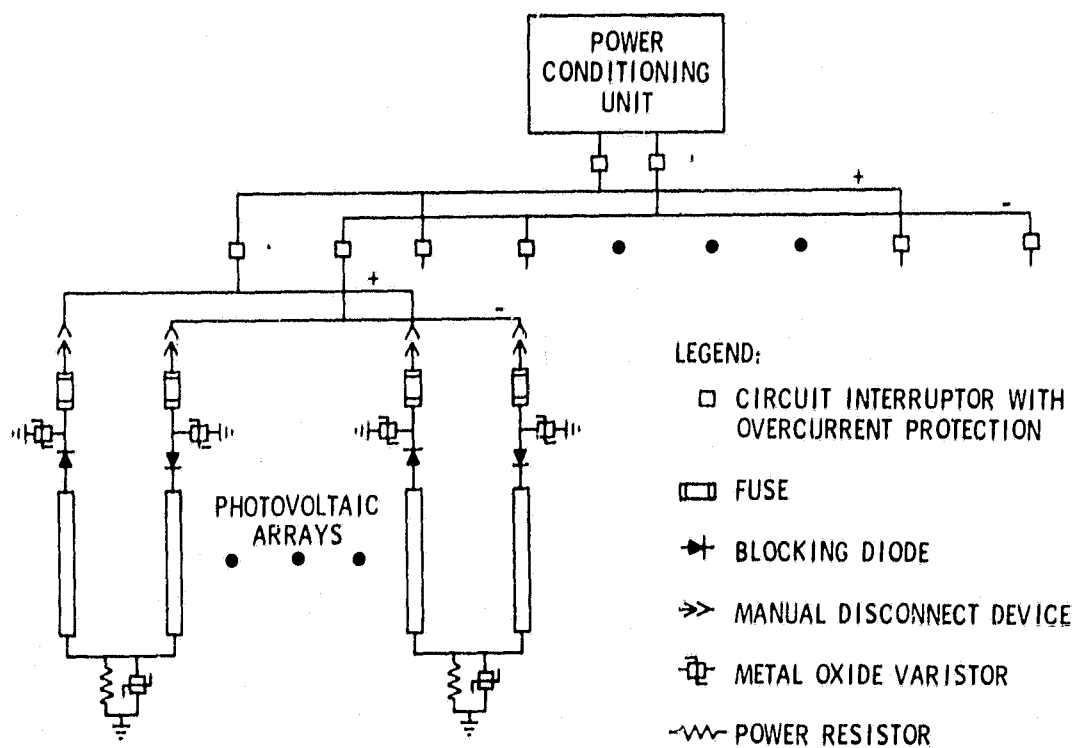 POWER
CONDITIONING
UNIT
+
-
+
-
PHOTOVOLTAIC
ARRAYS
LEGEND:
CIRCUIT INTERRUPTOR WITH
OVERCURRENT PROTECTION
FUSE
BLOCKING DIODE
MANUAL DISCONNECT DEVICE
METAL OXIDE VARISTOR
POWER RESISTOR